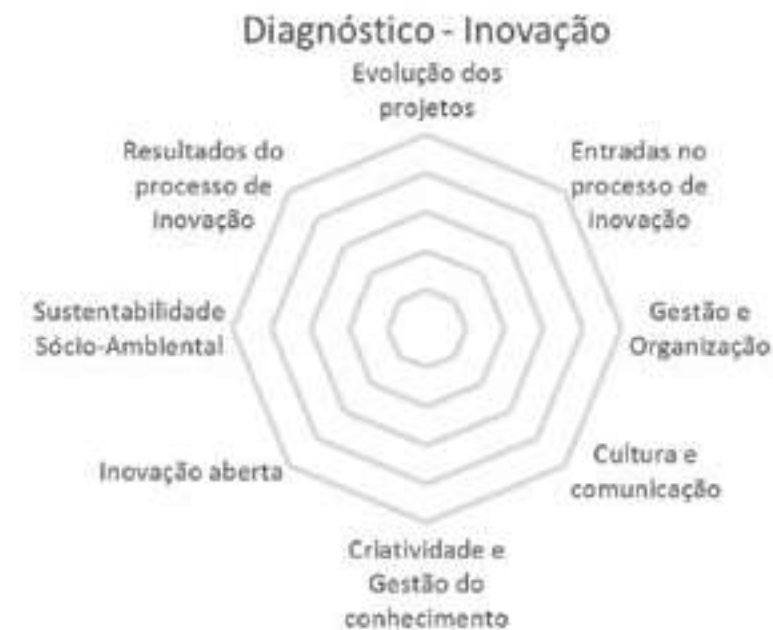 Diagnóstico - Inovação
Evolução dos
projetos
Entradas no
processo de
inovação
Gestão e
Organização
Cultura e
comunicação
Criatividade e
Gestão do
conhecimento
Inovação aberta
Sustentabilidade
Sócio-Ambiental
Resultados do
processo de
inovação